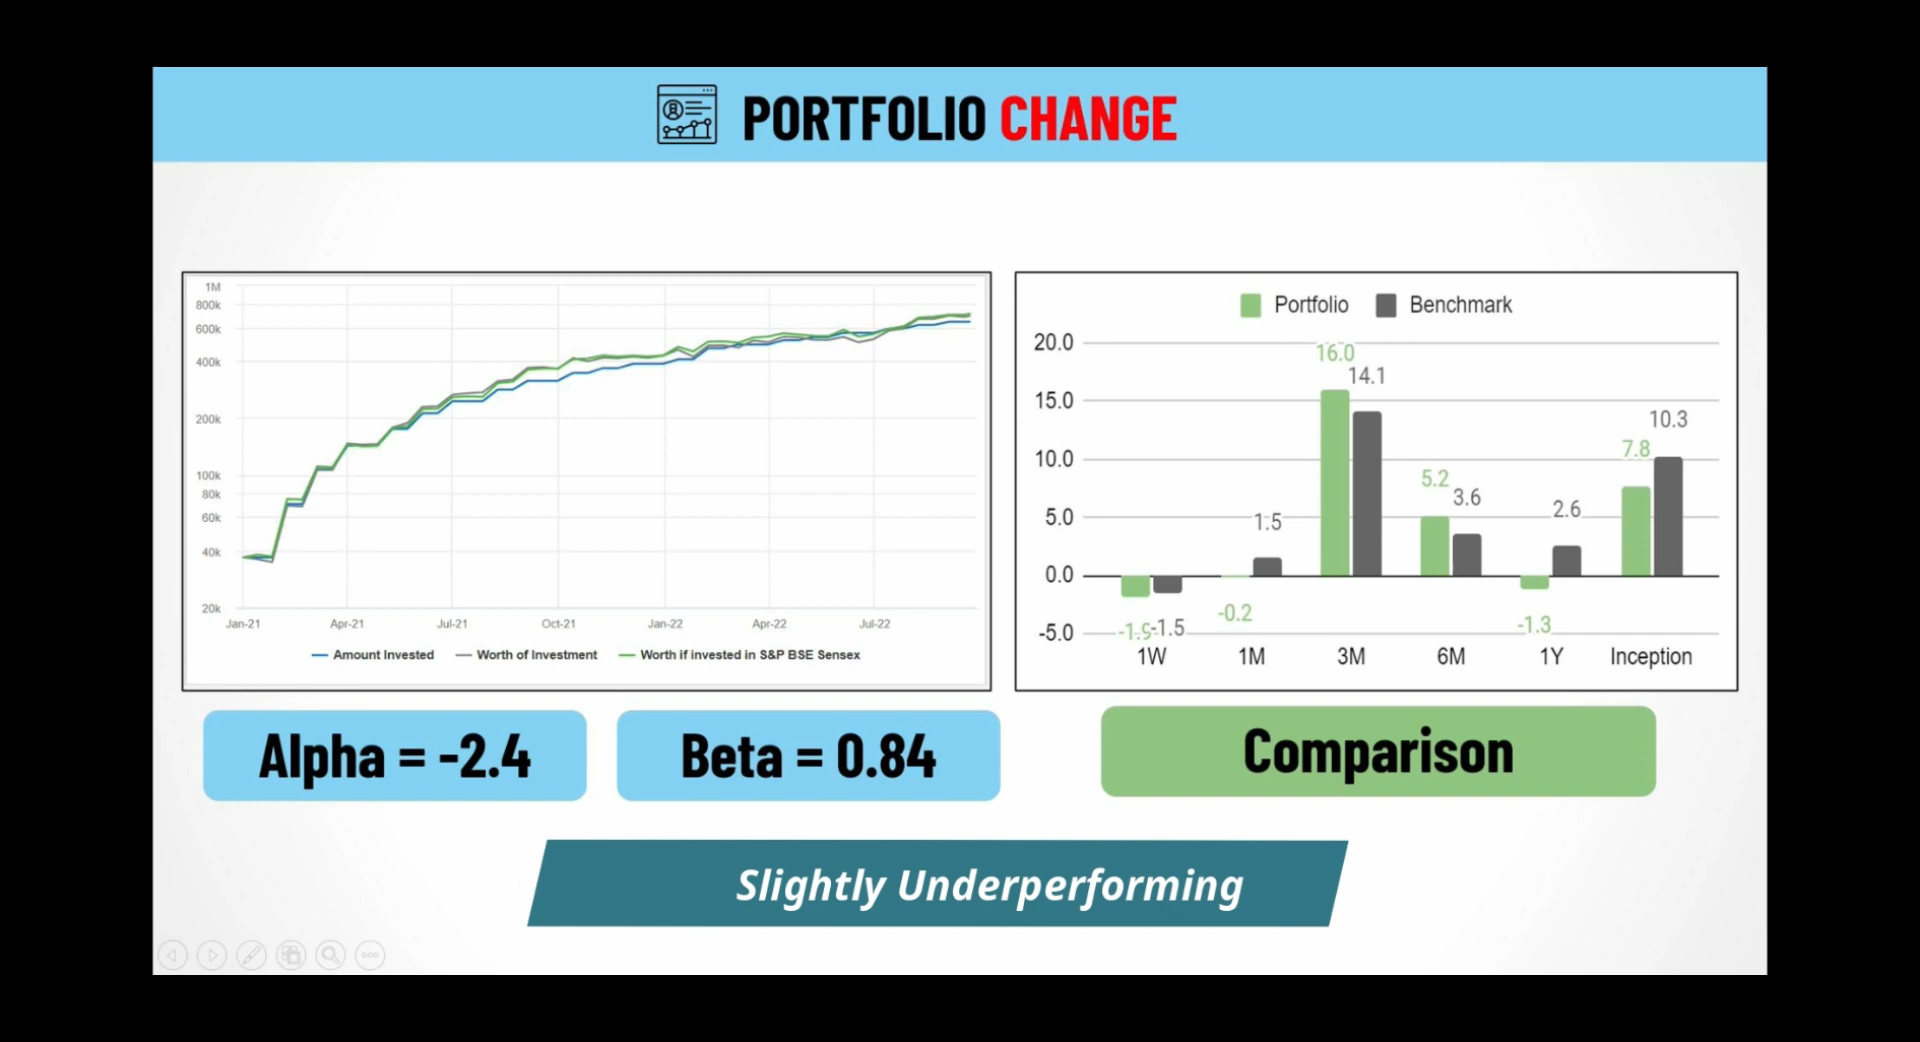 PORTFOLIO CHANGE
1M
800k
600k
400k
200k
100k
80k
60k
40k
20k
Jan-21 Apr-21 Jul-21 Oct-21 Jan-22 Apr-22 Jul-22
Amount Invested Worth of Investment Worth if invested in S&P BSE Sensex
Portfolio Benchmark
20.0
15.0
10.0
5.0
0.0
-5.0
-1.9 -1.5
-0.2 1.5
16.0 14.1
5.2 3.6
-1.3 2.6
7.8 10.3
1W 1M 3M 6M 1Y Inception
Alpha = -2.4
Beta = 0.84
Comparison
Slightly Underperforming